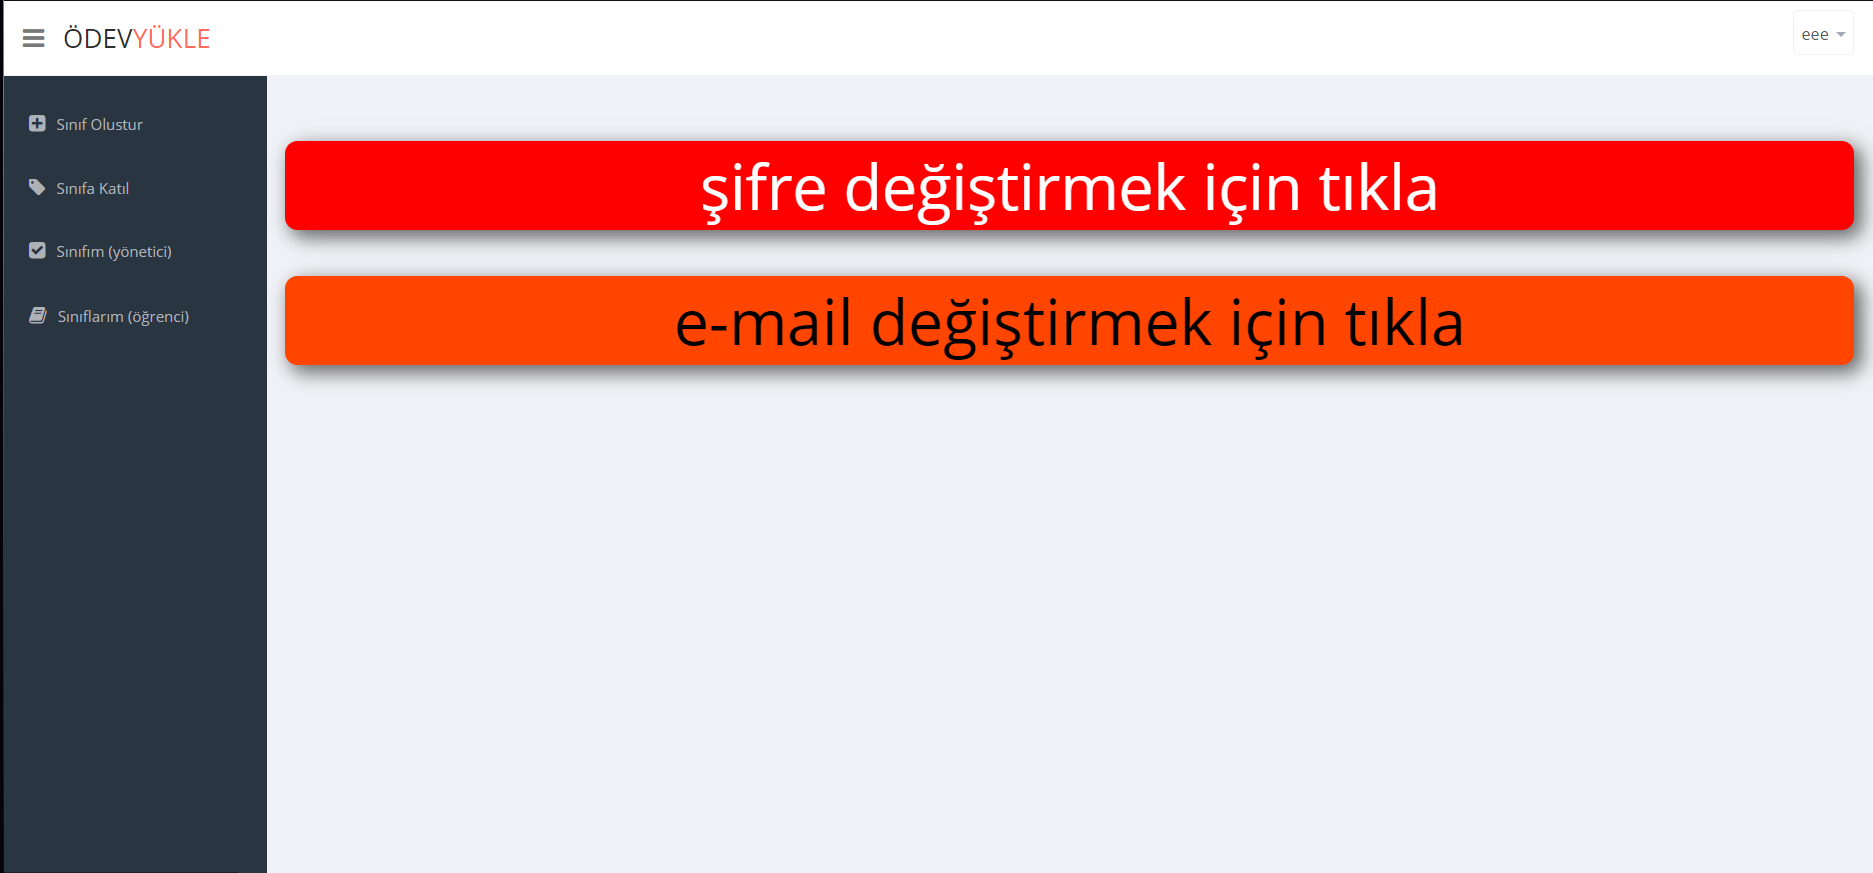 ÖDEVYÜKLE
eee
Sınıf Olustur
Sınıfa Katıl
Sınıfım (yönetici)
Sınıflarım (öğrenci)
şifre değiştirmek için tıkla
e-mail değiştirmek için tıkla